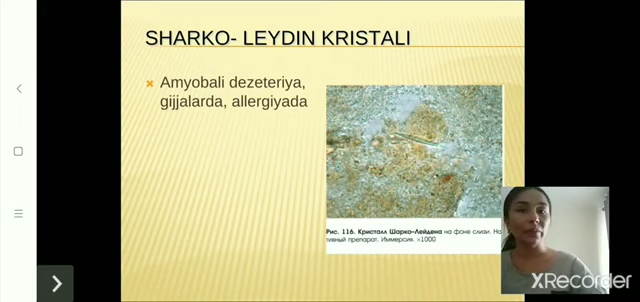 SHARKO- LEYDIN KRISTALI
Amyobali dezeteriya,
gijjalarda, allergiyada
Рис. 116. Кристалл Шарко–Лейдена на фоне слизи. На
тивный препарат. Иммерсия. ×1000
XRecorder